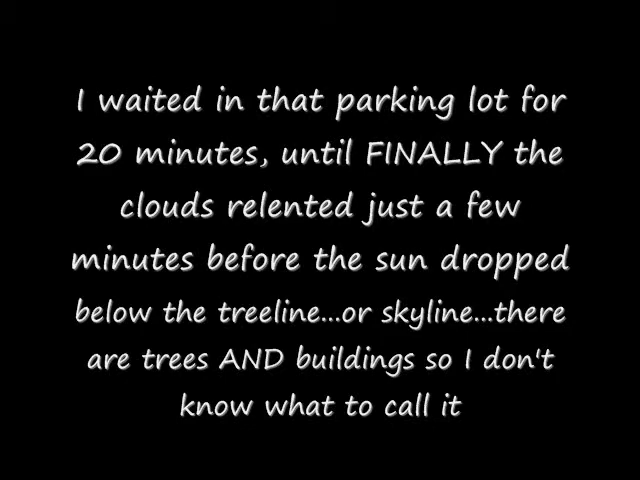 I waited in that parking lot for
20 minutes, until FINALLY the
clouds relented just a few
minutes before the sun dropped
below the treeline...or skyline...there
are trees AND buildings so I don't
know what to call it